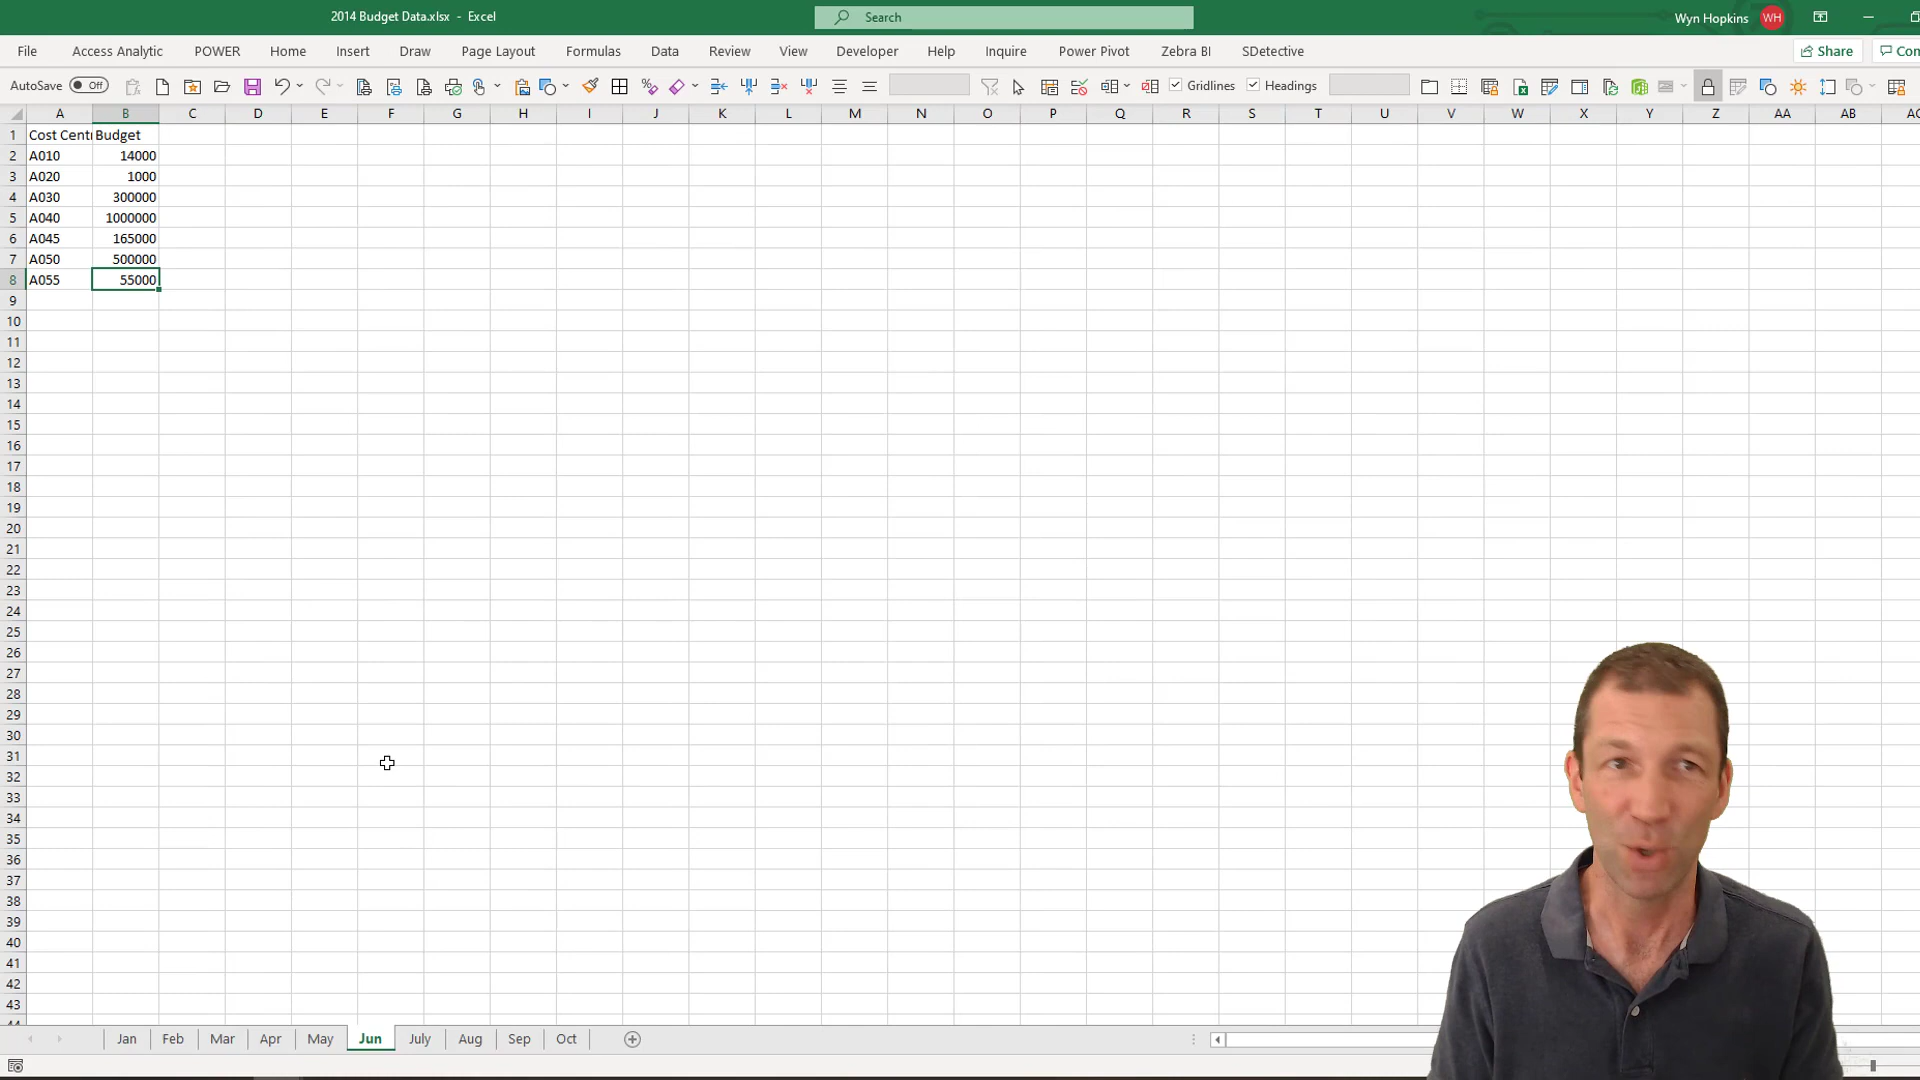 2014 Budget Data.xlsx - Excel
Search
Wyn Hopkins WH
File Access Analytic POWER Home Insert Draw Page Layout Formulas Data Review View Developer Help Inquire Power Pivot Zebra BI SDetective Share Com
AutoSave Off Gridlines Headings
A B C D E F G H I J K L M N O P Q R S T U V W X Y Z AA AB AC
1 Cost Centr Budget
2 A010 14000
3 A020 1000
4 A030 300000
5 A040 1000000
6 A045 165000
7 A050 500000
8 A055 55000
9
10
11
12
13
14
15
16
17
18
19
20
21
22
23
24
25
26
27
28
29
30
31
32
33
34
35
36
37
38
39
40
41
42
43
44
Jan Feb Mar Apr May Jun July Aug Sep Oct